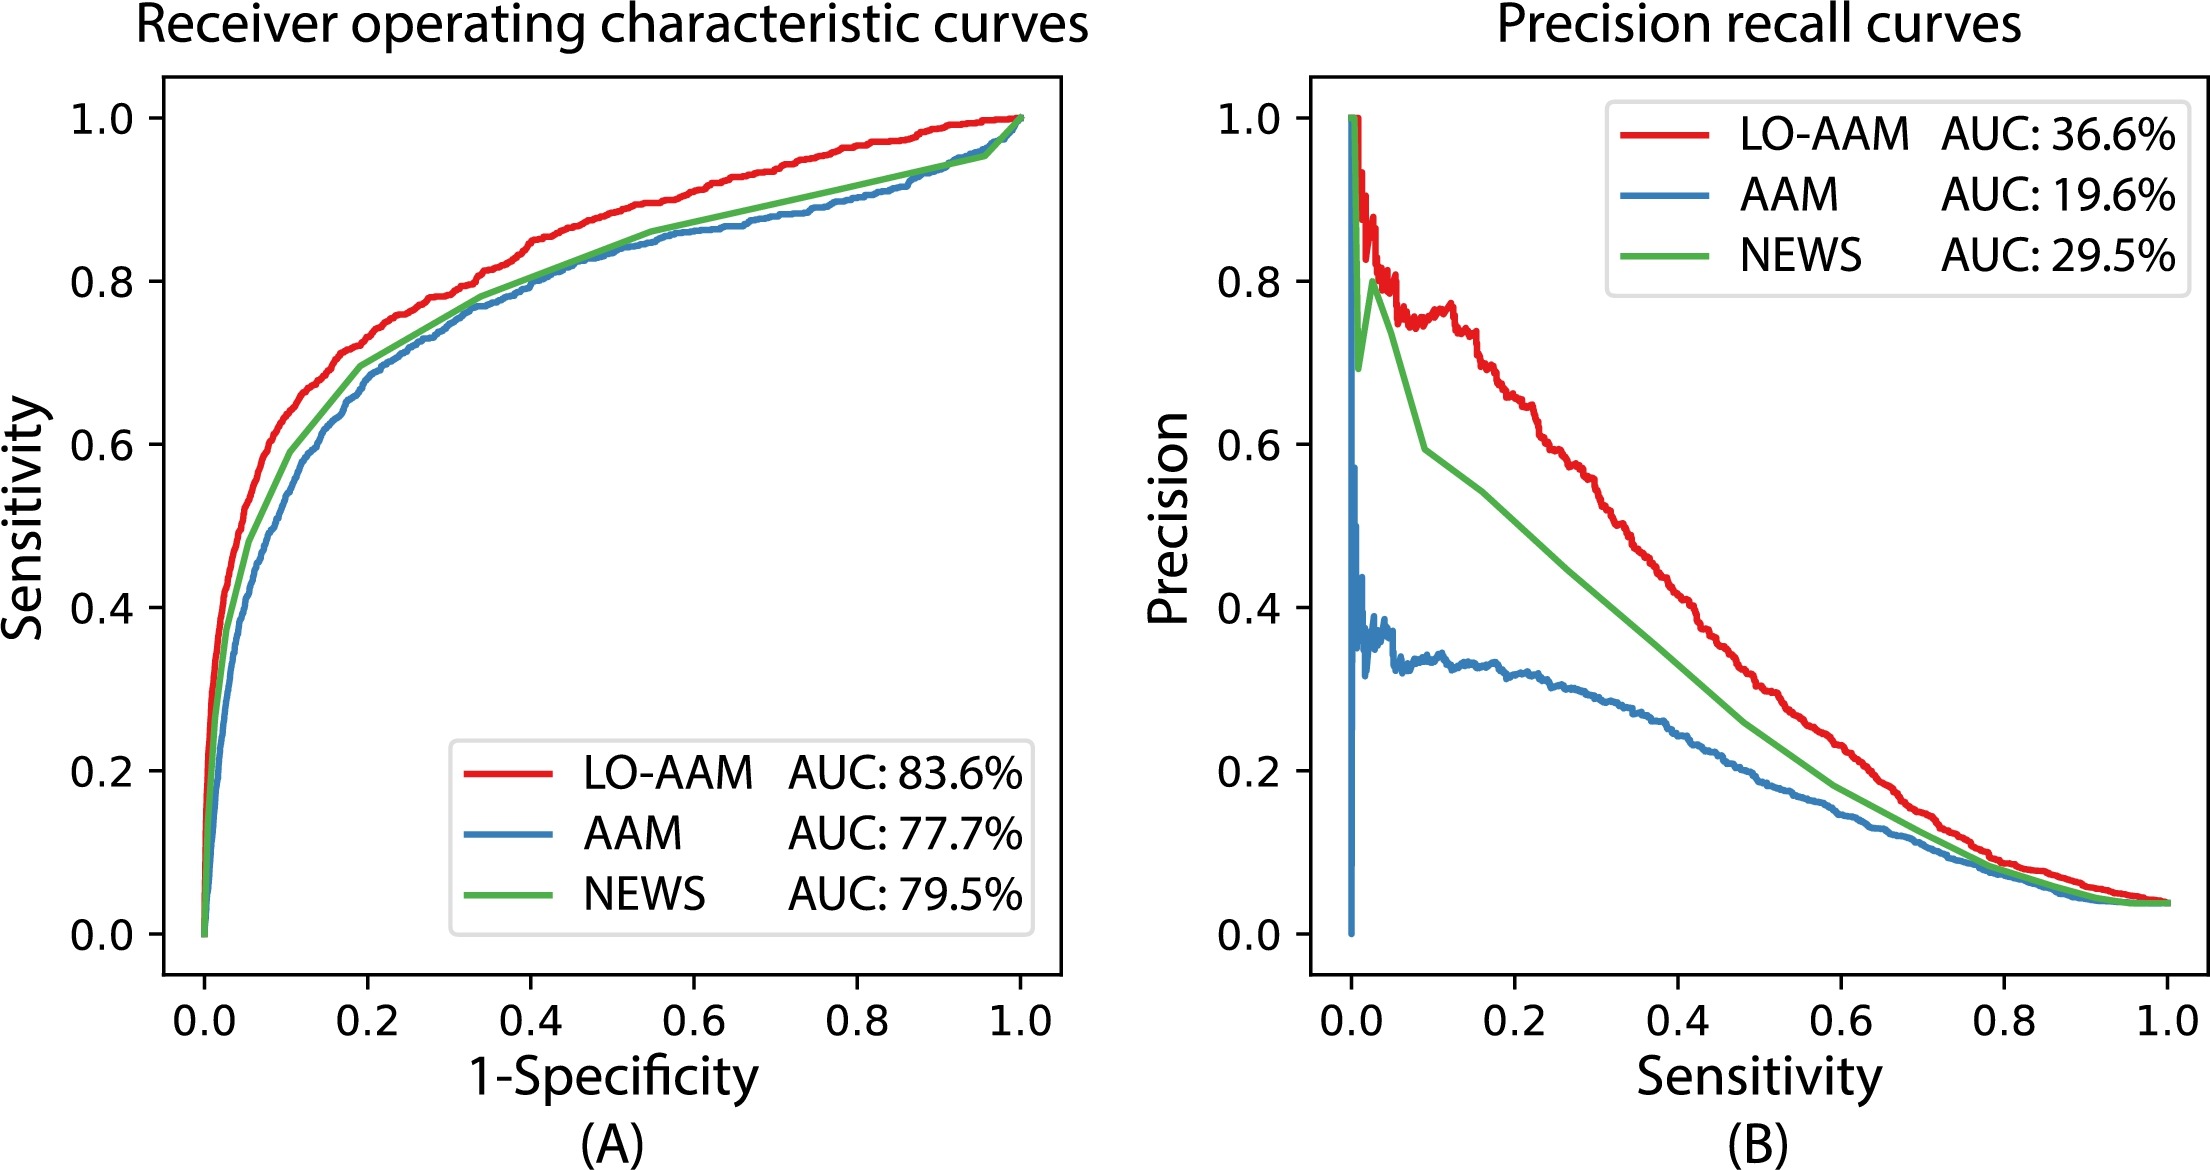 Receiver operating characteristic curves
Sensitivity
1.0
0.8
0.6
0.4
0.2
0.0
LO-AAM AUC: 83.6%
AAM AUC: 77.7%
NEWS AUC: 79.5%
0.0 0.2 0.4 0.6 0.8 1.0
1-Specificity
(A)
Precision recall curves
Precision
1.0
0.8
0.6
0.4
0.2
0.0
LO-AAM AUC: 36.6%
AAM AUC: 19.6%
NEWS AUC: 29.5%
0.0 0.2 0.4 0.6 0.8 1.0
Sensitivity
(B)